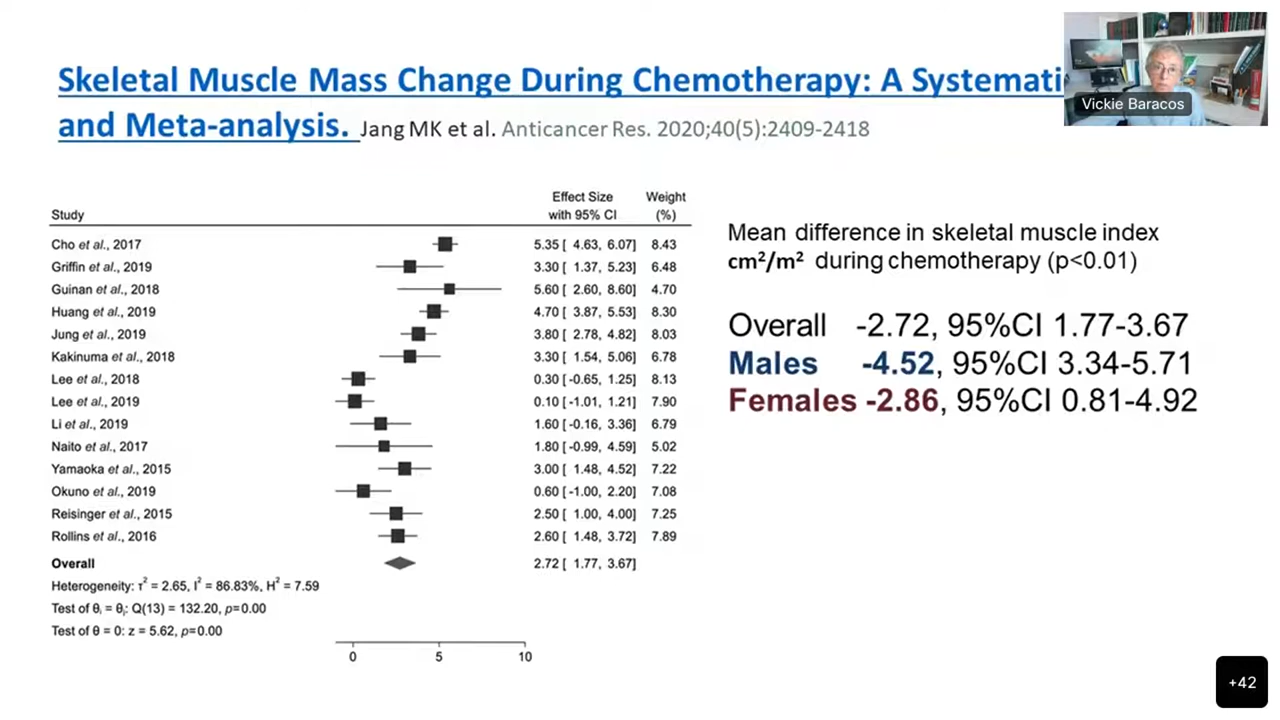 Skeletal Muscle Mass Change During Chemotherapy: A Systemati
and Meta-analysis. Jang MK et al. Anticancer Res. 2020;40(5):2409-2418
Vickie Baracos
Study Effect Size with 95% CI Weight (%)
Cho et al., 2017 5.35 [ 4.63, 6.07] 8.43
Griffin et al., 2019 3.30 [ 1.37, 5.23] 6.48
Guinan et al., 2018 5.60 [ 2.60, 8.60] 4.70
Huang et al., 2019 4.70 [ 3.87, 5.53] 8.30
Jung et al., 2019 3.80 [ 2.78, 4.82] 8.03
Kakinuma et al., 2018 3.30 [ 1.54, 5.06] 6.78
Lee et al., 2018 0.30 [-0.65, 1.25] 8.13
Lee et al., 2019 0.10 [-1.01, 1.21] 7.90
Li et al., 2019 1.60 [-0.16, 3.36] 6.79
Naito et al., 2017 1.80 [-0.99, 4.59] 5.02
Yamaoka et al., 2015 3.00 [ 1.48, 4.52] 7.22
Okuno et al., 2019 0.60 [-1.00, 2.20] 7.08
Reisinger et al., 2015 2.50 [ 1.00, 4.00] 7.25
Rollins et al., 2016 2.60 [ 1.48, 3.72] 7.89
Overall 2.72 [ 1.77, 3.67]
Heterogeneity: τ² = 2.65, I² = 86.83%, H² = 7.59
Test of θᵢ = θⱼ: Q(13) = 132.20, p=0.00
Test of θ = 0: z = 5.62, p=0.00
0 5 10
Mean difference in skeletal muscle index
cm²/m² during chemotherapy (p<0.01)
Overall -2.72, 95%CI 1.77-3.67
Males -4.52, 95%CI 3.34-5.71
Females -2.86, 95%CI 0.81-4.92
+42